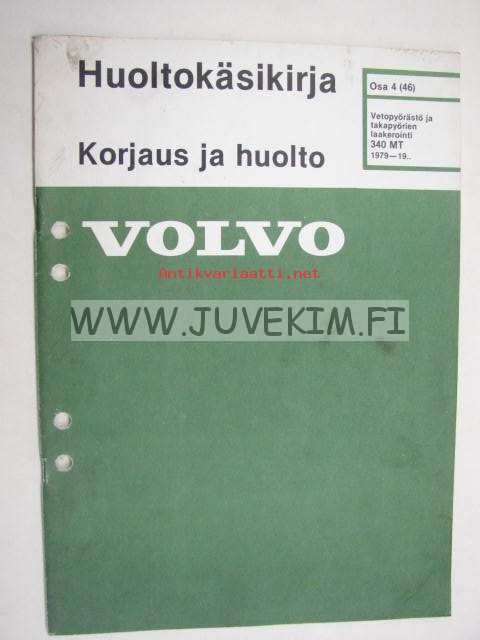 Huoltokäsikirja
Korjaus ja huolto
Osa 4 (46)
Vetopyörästö ja
takapyörien
laakerointi
340 MT
1979—19..
VOLVO
Antikvariaatti.net
WWW.JUVEKIM.FI